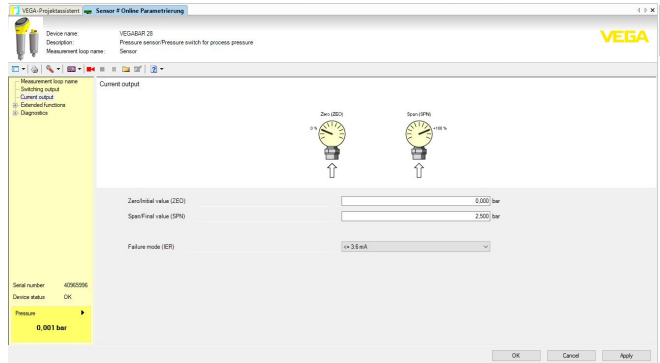 VEGA-Projektassistent
Sensor # Online Parametrierung
Device name: VEGABAR 28
Description: Pressure sensor/Pressure switch for process pressure
Measurement loop name: Sensor
VEGA
Measurement loop name
Switching output
Current output
Extended functions
Diagnostics
Current output
Zero (ZEO)
Span (SPN)
0 %
+100 %
Zero/Initial value (ZEO) 0,000 bar
Span/Final value (SPN) 2,500 bar
Failure mode (IER) <= 3.6 mA
Serial number 40965996
Device status OK
Pressure
0,001 bar
OK Cancel Apply